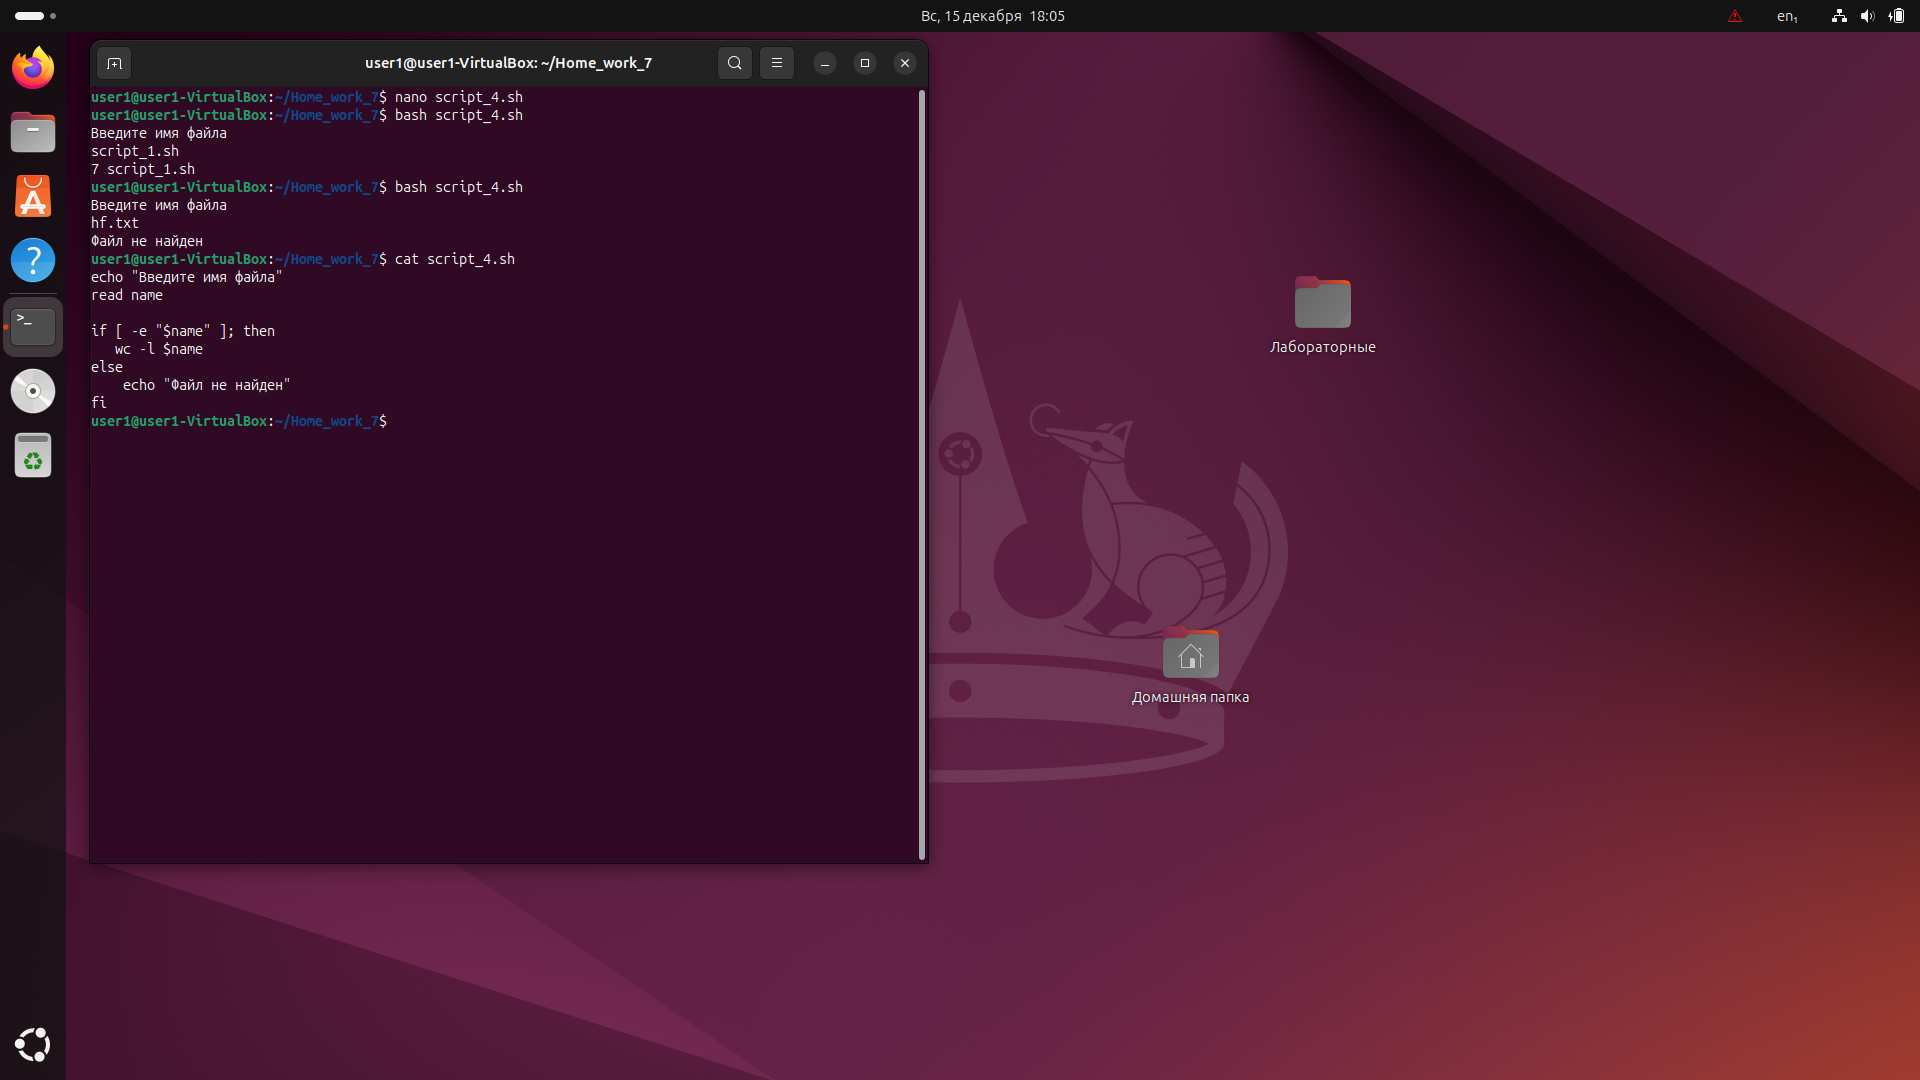 Вс, 15 декабря 18:05
en₁
user1@user1-VirtualBox: ~/Home_work_7
user1@user1-VirtualBox:~/Home_work_7$ nano script_4.sh
user1@user1-VirtualBox:~/Home_work_7$ bash script_4.sh
Введите имя файла
script_1.sh
7 script_1.sh
user1@user1-VirtualBox:~/Home_work_7$ bash script_4.sh
Введите имя файла
hf.txt
Файл не найден
user1@user1-VirtualBox:~/Home_work_7$ cat script_4.sh
echo "Введите имя файла"
read name
if [ -e "$name" ]; then
   wc -l $name
else
    echo "Файл не найден"
fi
user1@user1-VirtualBox:~/Home_work_7$
Лабораторные
Домашняя папка